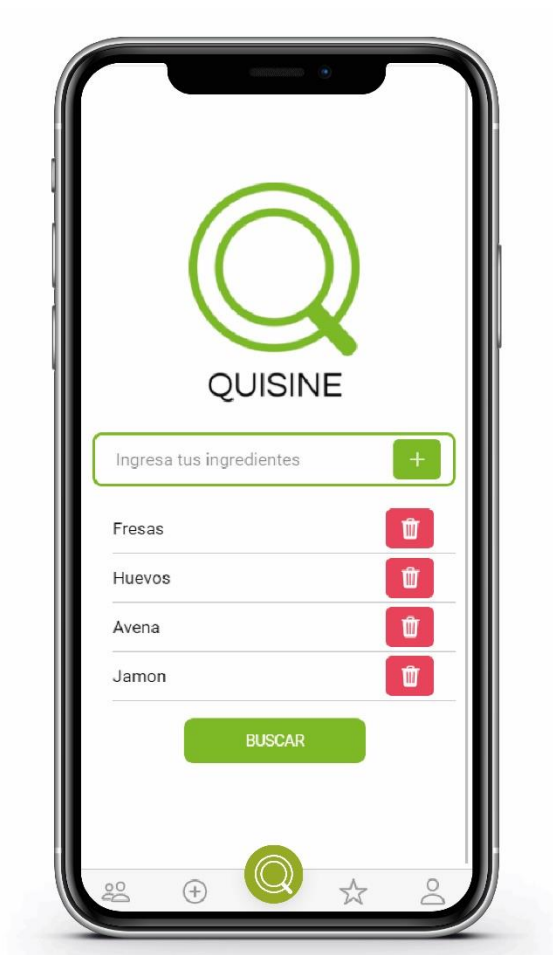 QUISINE
Ingresa tus ingredientes
Fresas
Huevos
Avena
Jamon
BUSCAR